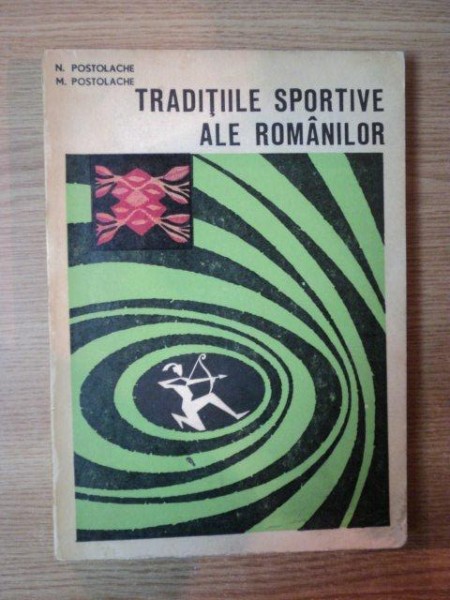 N. POSTOLACHE
M. POSTOLACHE
TRADIȚIILE SPORTIVE
ALE ROMÂNILOR